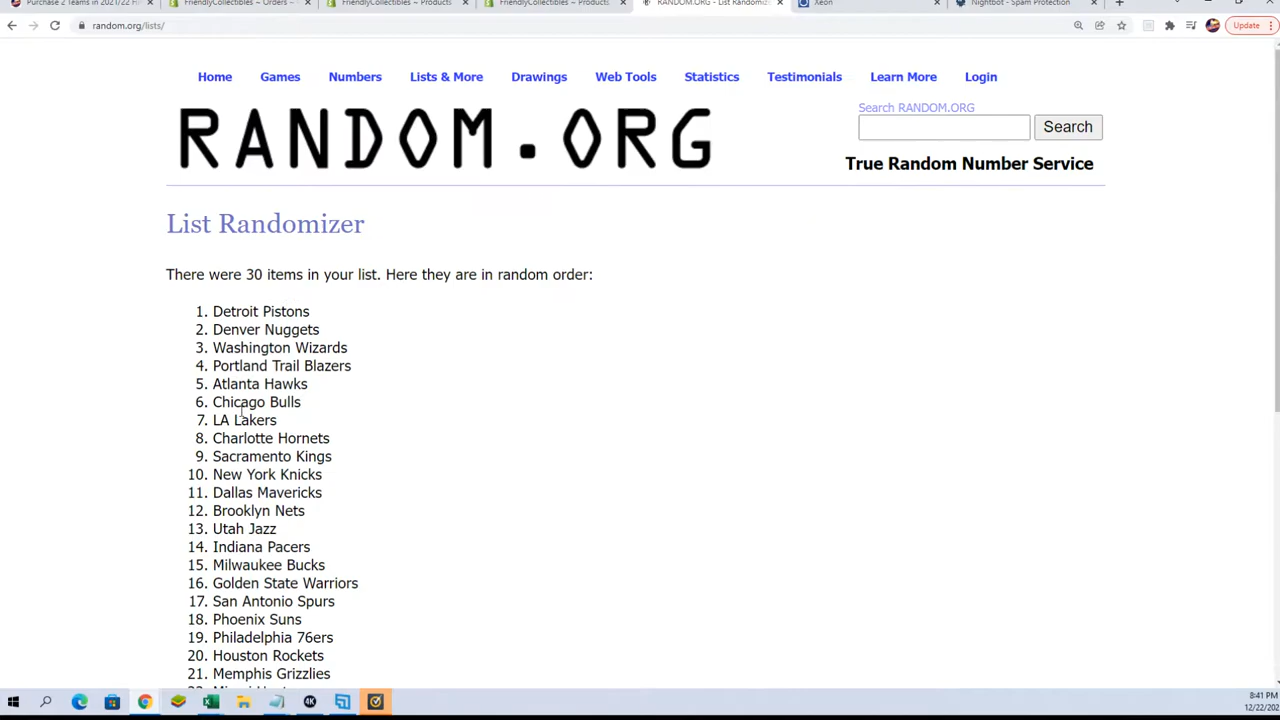 Purchase 2 Teams in 2021/22 H
FriendlyCollectibles ~ Orders ~
FriendlyCollectibles ~ Products
FriendlyCollectibles ~ Products
RANDOM.ORG - List Randomize
Xeon
Nightbot - Spam Protection
random.org/lists/
Update
Home Games Numbers Lists & More Drawings Web Tools Statistics Testimonials Learn More Login
Search RANDOM.ORG
RANDOM.ORG
Search
True Random Number Service
List Randomizer
There were 30 items in your list. Here they are in random order:
1. Detroit Pistons
2. Denver Nuggets
3. Washington Wizards
4. Portland Trail Blazers
5. Atlanta Hawks
6. Chicago Bulls
7. LA Lakers
8. Charlotte Hornets
9. Sacramento Kings
10. New York Knicks
11. Dallas Mavericks
12. Brooklyn Nets
13. Utah Jazz
14. Indiana Pacers
15. Milwaukee Bucks
16. Golden State Warriors
17. San Antonio Spurs
18. Phoenix Suns
19. Philadelphia 76ers
20. Houston Rockets
21. Memphis Grizzlies
4K
8:41 PM
12/22/202